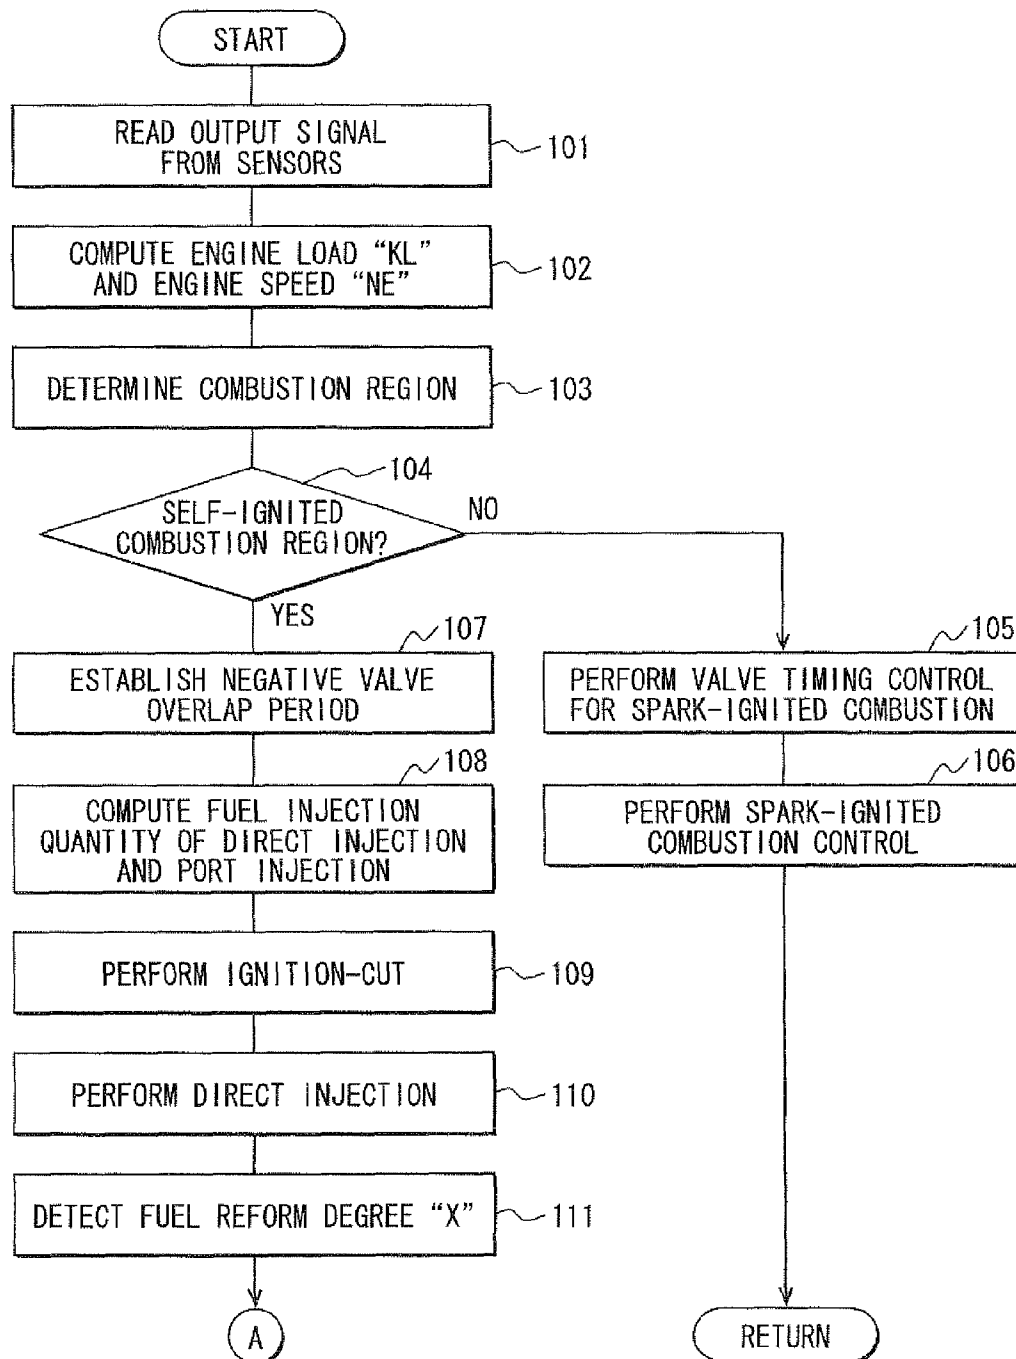 START
READ OUTPUT SIGNAL
FROM SENSORS
101
COMPUTE ENGINE LOAD “KL”
AND ENGINE SPEED “NE”
102
DETERMINE COMBUSTION REGION
103
104
SELF-IGNITED
COMBUSTION REGION?
NO
YES
107
ESTABLISH NEGATIVE VALVE
OVERLAP PERIOD
105
PERFORM VALVE TIMING CONTROL
FOR SPARK-IGNITED COMBUSTION
108
COMPUTE FUEL INJECTION
QUANTITY OF DIRECT INJECTION
AND PORT INJECTION
106
PERFORM SPARK-IGNITED
COMBUSTION CONTROL
PERFORM IGNITION-CUT
109
PERFORM DIRECT INJECTION
110
DETECT FUEL REFORM DEGREE “X”
111
A
RETURN